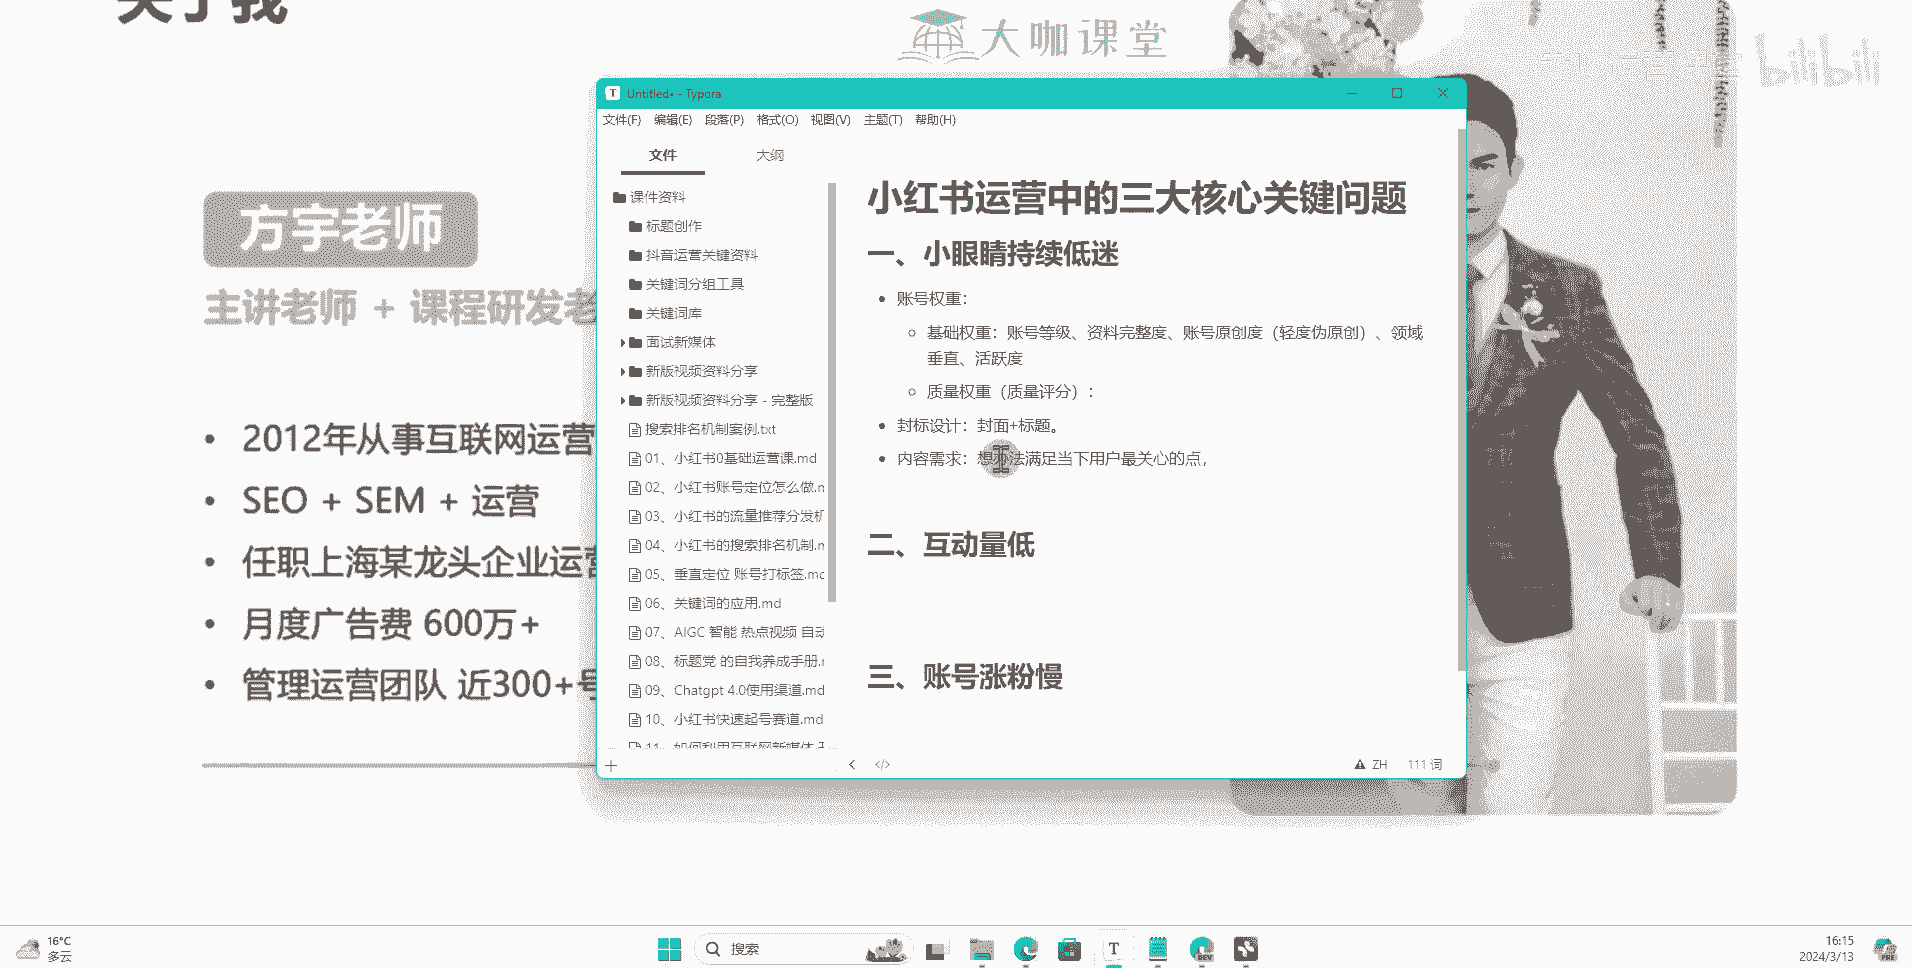 关于我
大咖课堂
bilibili
方宇老师
主讲老师 + 课程研发老
• 2012年从事互联网运营
• SEO + SEM + 运营
• 任职上海某龙头企业运营
• 月度广告费 600万+
• 管理运营团队 近300+号
Untitled• - Typora
文件(F) 编辑(E) 段落(P) 格式(O) 视图(V) 主题(T) 帮助(H)
文件 大纲
课件资料
标题创作
抖音运营关键资料
关键词分组工具
关键词库
面试新媒体
新版视频资料分享
新版视频资料分享 - 完整版
搜索排名机制案例.txt
01、小红书0基础运营课.md
02、小红书账号定位怎么做.m
03、小红书的流量推荐分发机
04、小红书的搜索排名机制.m
05、垂直定位 账号打标签.md
06、关键词的应用.md
07、AIGC 智能 热点视频 自动
08、标题党 的自我养成手册.m
09、Chatgpt 4.0使用渠道.md
10、小红书快速起号赛道.md
11、如何利用互联网新媒体
小红书运营中的三大核心关键问题
一、小眼睛持续低迷
• 账号权重：
基础权重：账号等级、资料完整度、账号原创度（轻度伪原创）、领域
垂直、活跃度
质量权重（质量评分）：
• 封标设计：封面+标题。
• 内容需求：想办法满足当下用户最关心的点，
二、互动量低
三、账号涨粉慢
ZH 111 词
16°C
多云
搜索
T
DEV
16:15
2024/3/13
PRE